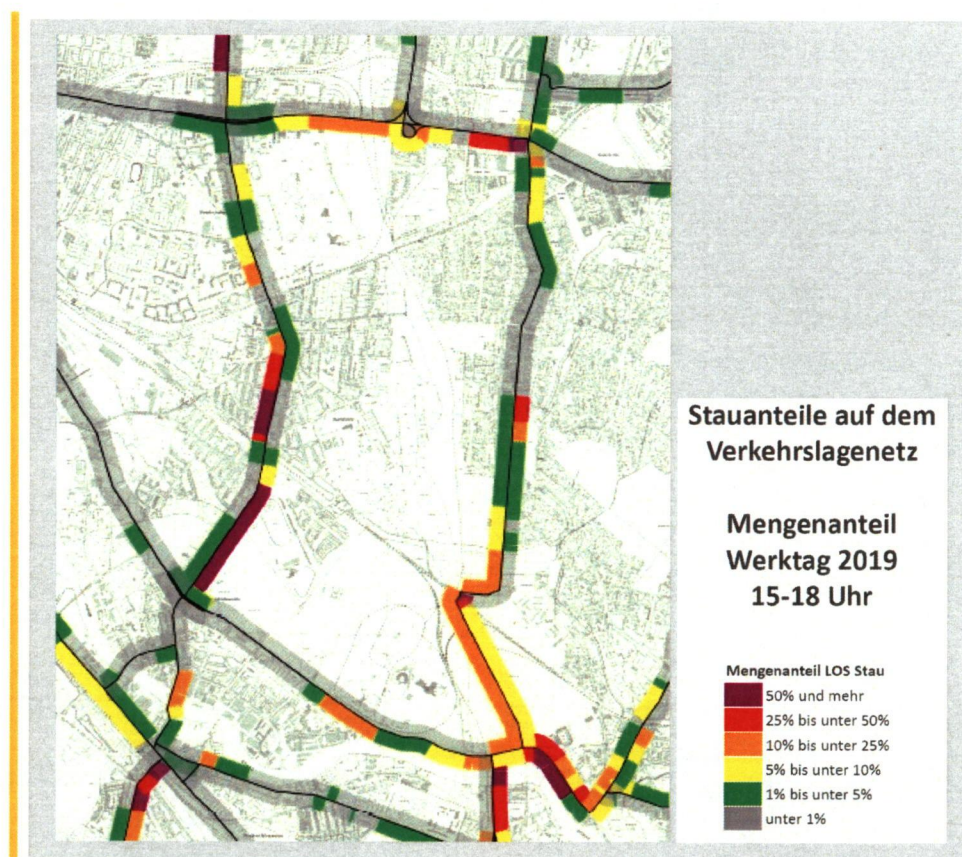 Stauanteile auf dem
Verkehrslagenetz
Mengenanteil
Werktag 2019
15-18 Uhr
Mengenanteil LOS Stau
50% und mehr
25% bis unter 50%
10% bis unter 25%
5% bis unter 10%
1% bis unter 5%
unter 1%